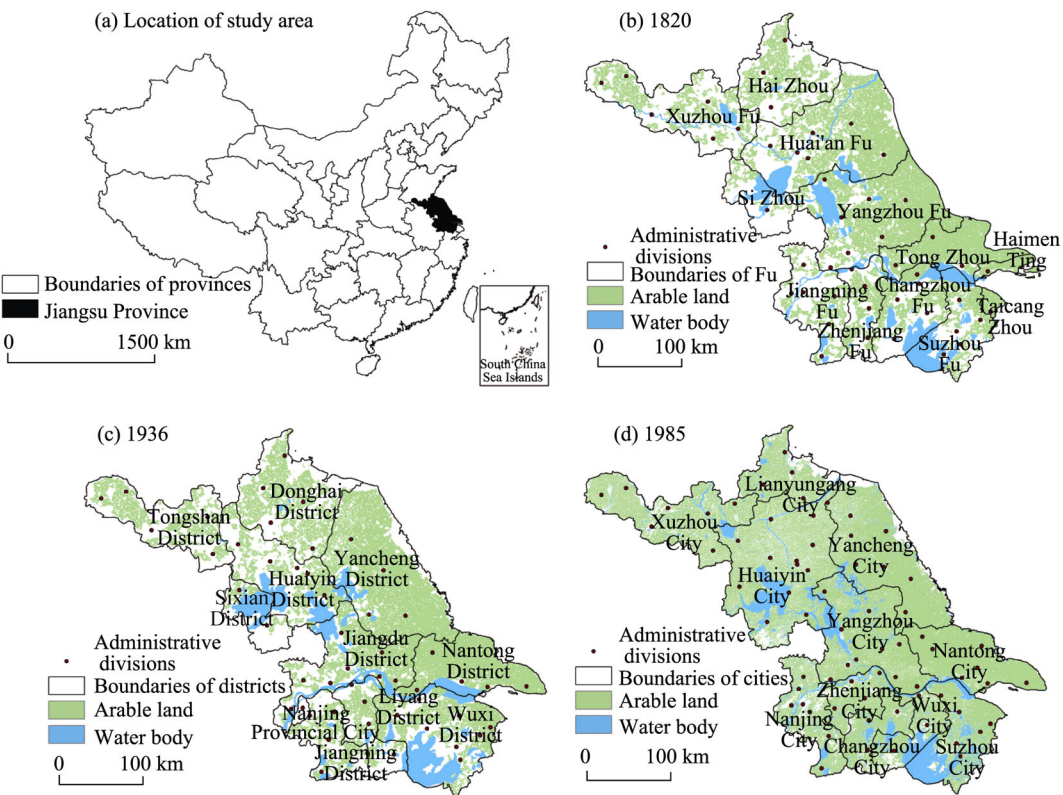 (a) Location of study area
Boundaries of provinces
Jiangsu Province
0 1500 km
South China
Sea Islands
(b) 1820
Hai Zhou
Xuzhou Fu
Huai'an Fu
Si Zhou
Yangzhou Fu
Haimen
Ting
Tong Zhou
Changzhou
Fu
Jiangning
Fu
Taicang
Zhou
Zhenjiang
Fu
Suzhou
Fu
Administrative
divisions
Boundaries of Fu
Arable land
Water body
0 100 km
(c) 1936
Donghai
District
Tongshan
District
Yancheng
District
Huaiyin
District
Sixian
District
Jiangdu
District
Nantong
District
Liyang
District
Wuxi
District
Nanjing
Provincial City
Jiangning
District
Administrative
divisions
Boundaries of districts
Arable land
Water body
0 100 km
(d) 1985
Lianyungang
City
Xuzhou
City
Yancheng
City
Huaiyin
City
Yangzhou
City
Nantong
City
Zhenjiang
City
Wuxi
City
Nanjing
City
Changzhou
City
Suzhou
City
Administrative
divisions
Boundaries of cities
Arable land
Water body
0 100 km